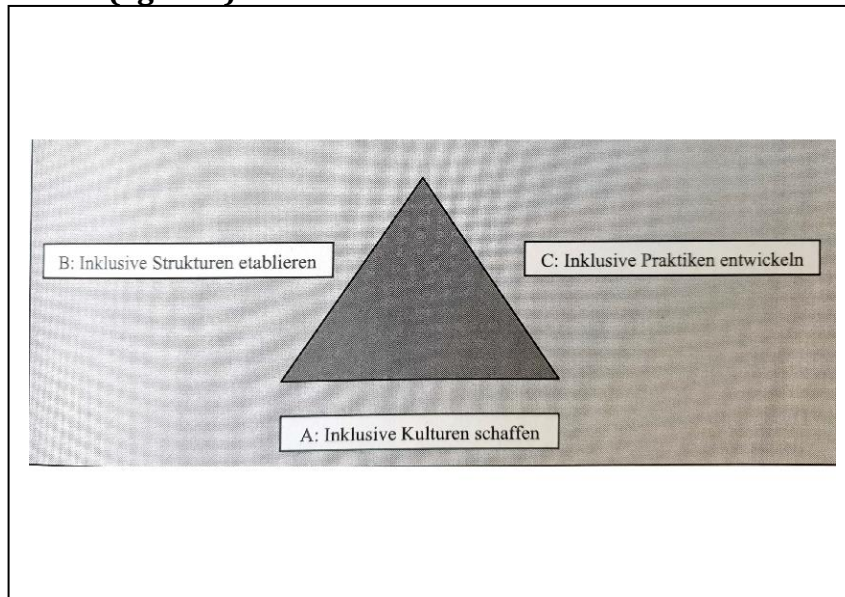 B: Inklusive Strukturen etablieren
C: Inklusive Praktiken entwickeln
A: Inklusive Kulturen schaffen